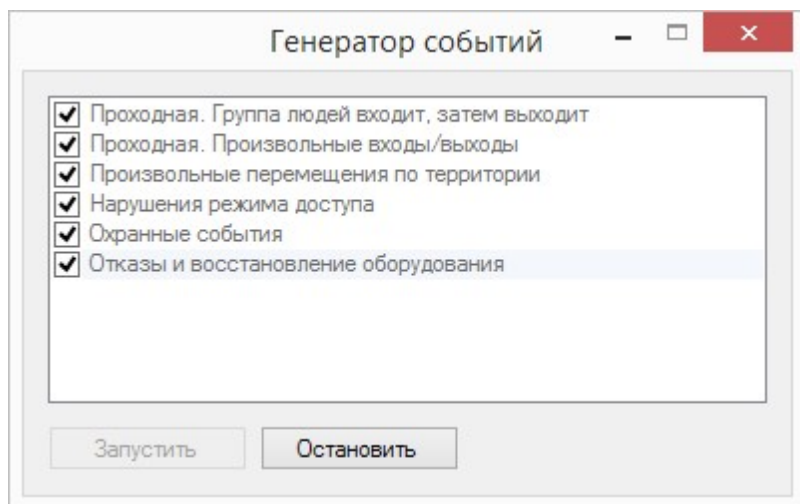 Генератор событий
Проходная. Группа людей входит, затем выходит
Проходная. Произвольные входы/выходы
Произвольные перемещения по территории
Нарушения режима доступа
Охранные события
Отказы и восстановление оборудования
Запустить
Остановить